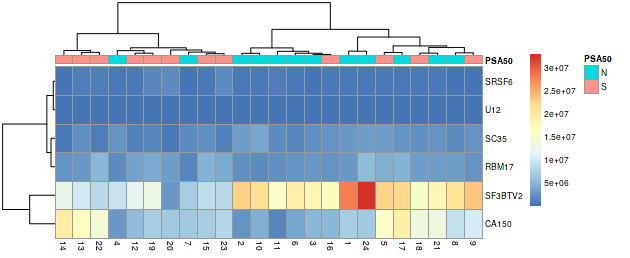 PSA50
SRSF6
U12
SC35
RBM17
SF3BTV2
CA150
14 13 22 4 12 19 20 7 15 23 2 10 11 6 3 16 1 24 5 17 18 21 8 9
3e+07
2.5e+07
2e+07
1.5e+07
1e+07
5e+06
PSA50
N
S